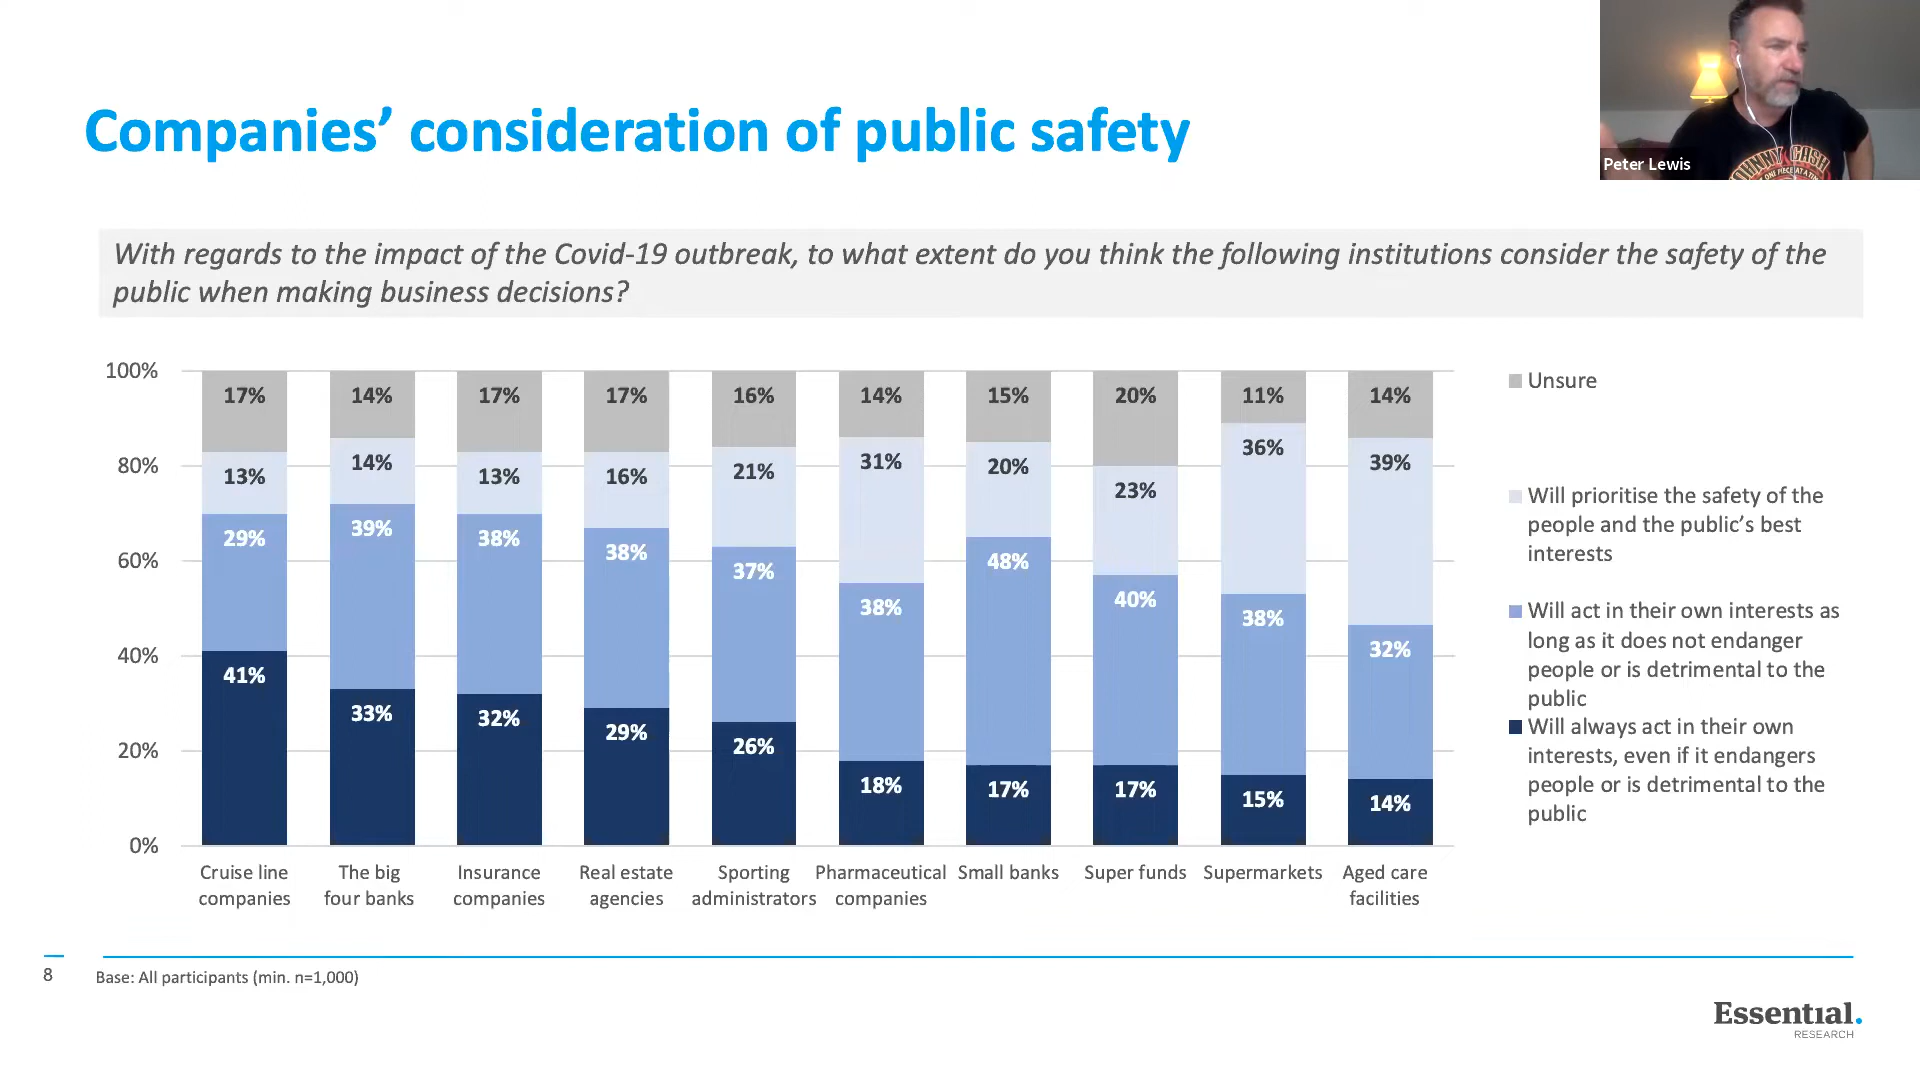 Companies’ consideration of public safety
Peter Lewis
JOHNNY CASH
ONE PIECE AT A TIME
With regards to the impact of the Covid-19 outbreak, to what extent do you think the following institutions consider the safety of the
public when making business decisions?
100%
80%
60%
40%
20%
0%
17% 14% 17% 17% 16% 14% 15% 20% 11% 14%
13% 14% 13% 16% 21% 31% 20% 23% 36% 39%
29% 39% 38% 38% 37% 38% 48% 40% 38% 32%
41% 33% 32% 29% 26% 18% 17% 17% 15% 14%
Cruise line
companies
The big
four banks
Insurance
companies
Real estate
agencies
Sporting
administrators
Pharmaceutical
companies
Small banks
Super funds
Supermarkets
Aged care
facilities
Unsure
Will prioritise the safety of the
people and the public’s best
interests
Will act in their own interests as
long as it does not endanger
people or is detrimental to the
public
Will always act in their own
interests, even if it endangers
people or is detrimental to the
public
8
Base: All participants (min. n=1,000)
Essential.
RESEARCH